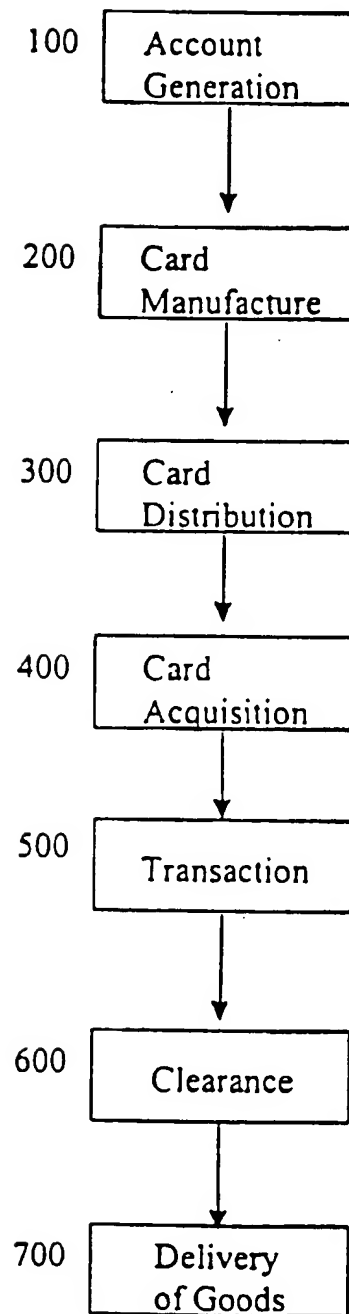 100 Account
Generation
200 Card
Manufacture
300 Card
Distribution
400 Card
Acquisition
500 Transaction
600 Clearance
700 Delivery
of Goods